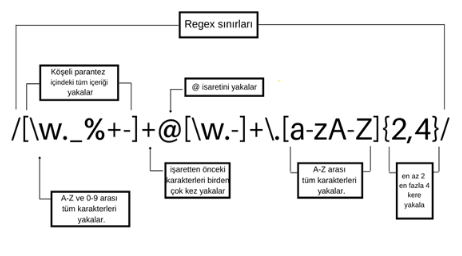 Regex sınırları
Köşeli parantez
içindeki tüm içeriği
yakalar
@ isaretini yakalar
/[\w._%+-]+@[\w.-]+\.[a-zA-Z]{2,4}/
A-Z ve 0-9 arası
tüm karakterleri
yakalar.
işaretten önceki
karakterleri birden
çok kez yakalar
A-Z arası
tüm karakterleri
yakalar.
en az 2
en fazla 4
kere
yakala